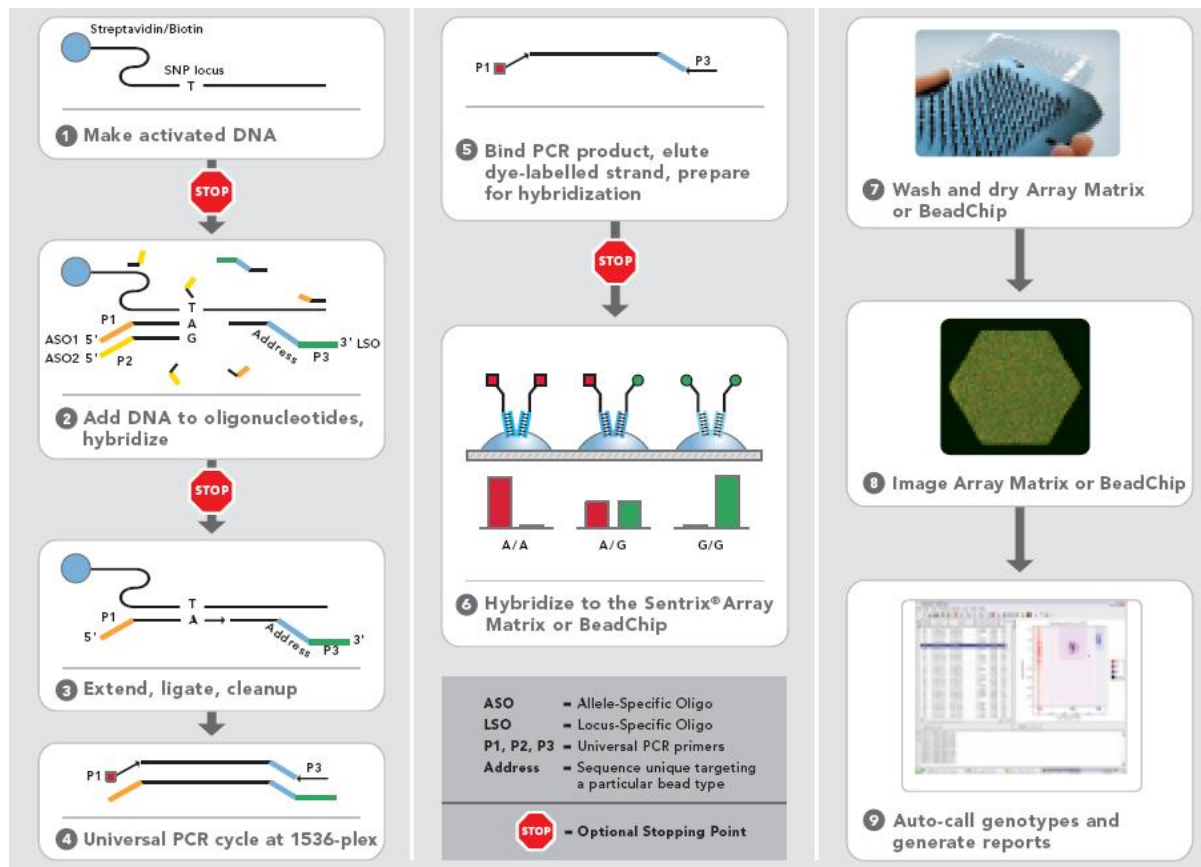 Streptavidin/Biotin
SNP locus
T
1 Make activated DNA
STOP
T
P1
A
ASO1 5'
G
Address
3' LSO
ASO2 5'
P2
P3
2 Add DNA to oligonucleotides,
hybridize
STOP
T
P1
A
5'
Address
3'
P3
3 Extend, ligate, cleanup
P1
P3
4 Universal PCR cycle at 1536-plex
P1
P3
5 Bind PCR product, elute
dye-labelled strand, prepare
for hybridization
STOP
A/A A/G G/G
6 Hybridize to the Sentrix® Array
Matrix or BeadChip
ASO = Allele-Specific Oligo
LSO = Locus-Specific Oligo
P1, P2, P3 = Universal PCR primers
Address = Sequence unique targeting
a particular bead type
STOP = Optional Stopping Point
7 Wash and dry Array Matrix
or BeadChip
8 Image Array Matrix or BeadChip
9 Auto-call genotypes and
generate reports